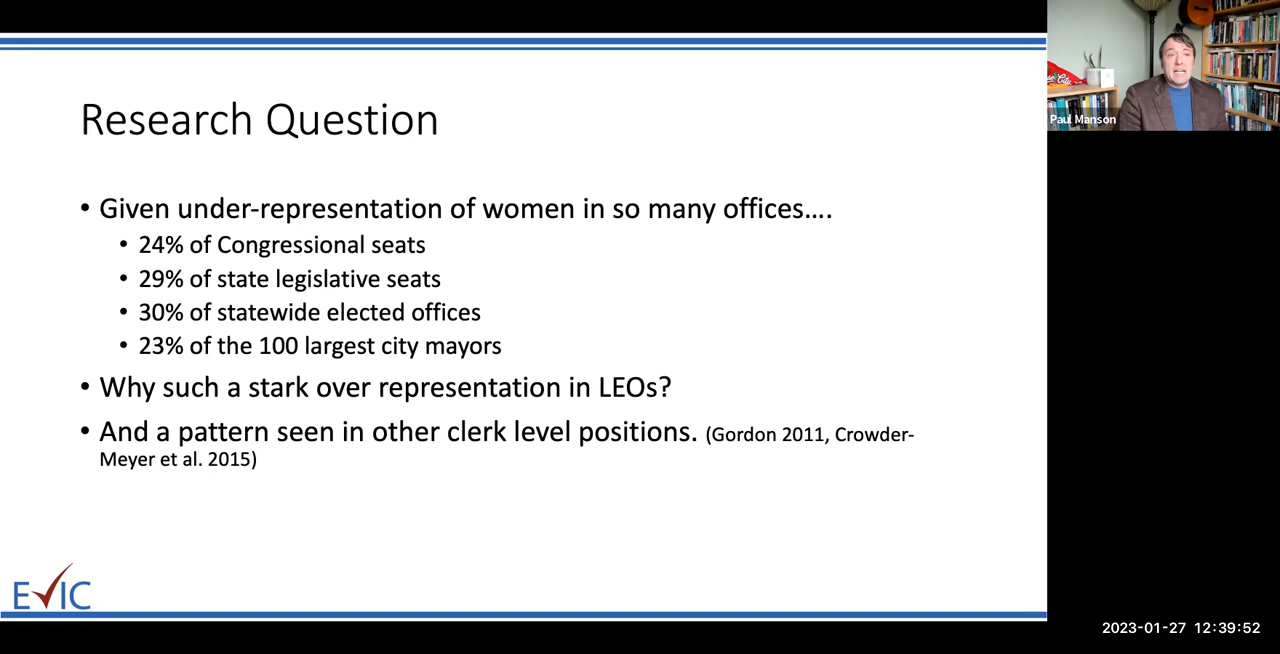 Research Question
• Given under-representation of women in so many offices....
• 24% of Congressional seats
• 29% of state legislative seats
• 30% of statewide elected offices
• 23% of the 100 largest city mayors
• Why such a stark over representation in LEOs?
• And a pattern seen in other clerk level positions. (Gordon 2011, Crowder-
Meyer et al. 2015)
EVIC
Paul Manson
2023-01-27 12:39:52